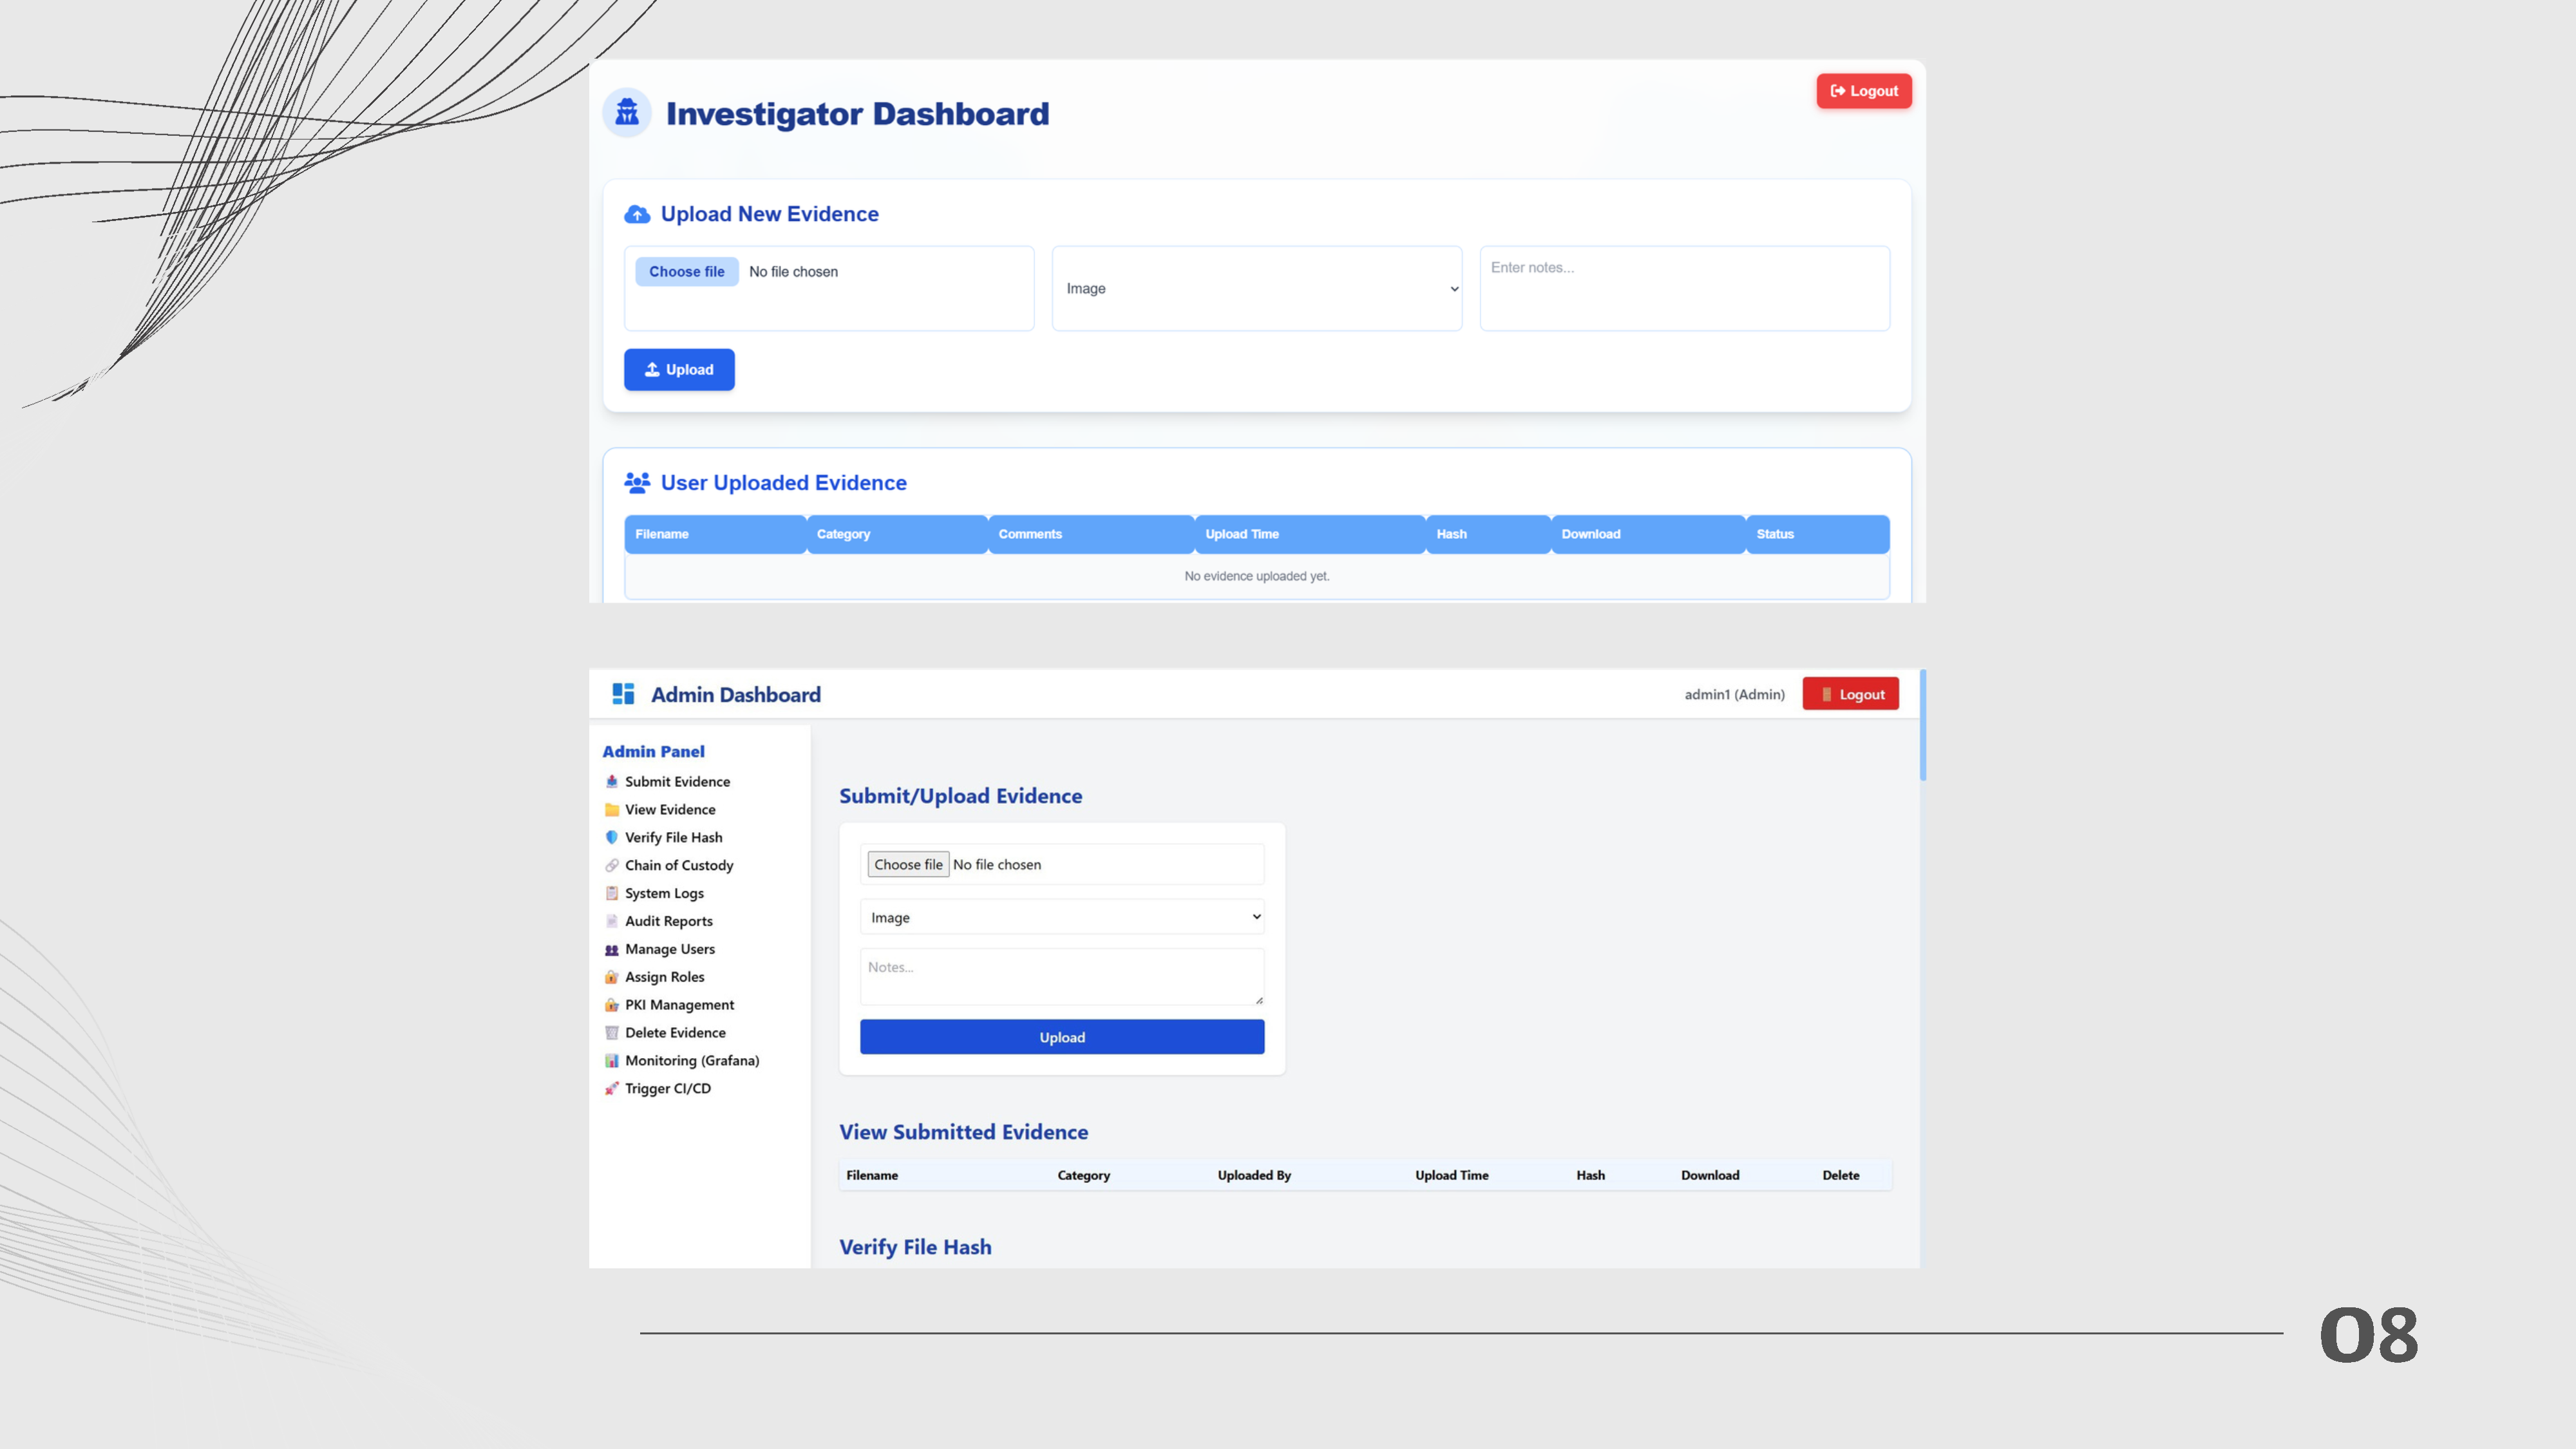 Investigator Dashboard
Logout
Upload New Evidence
Choose file No file chosen
Image
Enter notes...
Upload
User Uploaded Evidence
Filename Category Comments Upload Time Hash Download Status
No evidence uploaded yet.
Admin Dashboard
admin1 (Admin)
Logout
Admin Panel
Submit Evidence
View Evidence
Verify File Hash
Chain of Custody
System Logs
Audit Reports
Manage Users
Assign Roles
PKI Management
Delete Evidence
Monitoring (Grafana)
Trigger CI/CD
Submit/Upload Evidence
Choose file No file chosen
Image
Notes...
Upload
View Submitted Evidence
Filename Category Uploaded By Upload Time Hash Download Delete
Verify File Hash
08